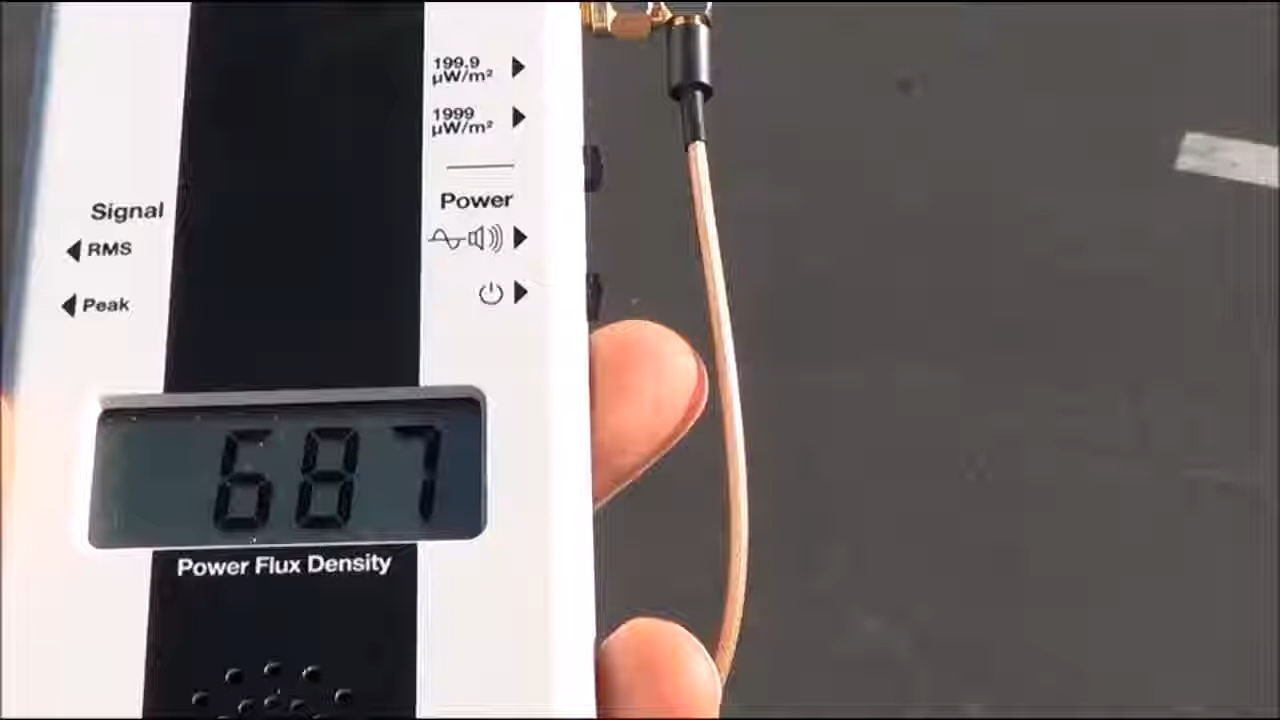 199.9
µW/m²
1999
µW/m²
Power
Signal
RMS
Peak
687
Power Flux Density